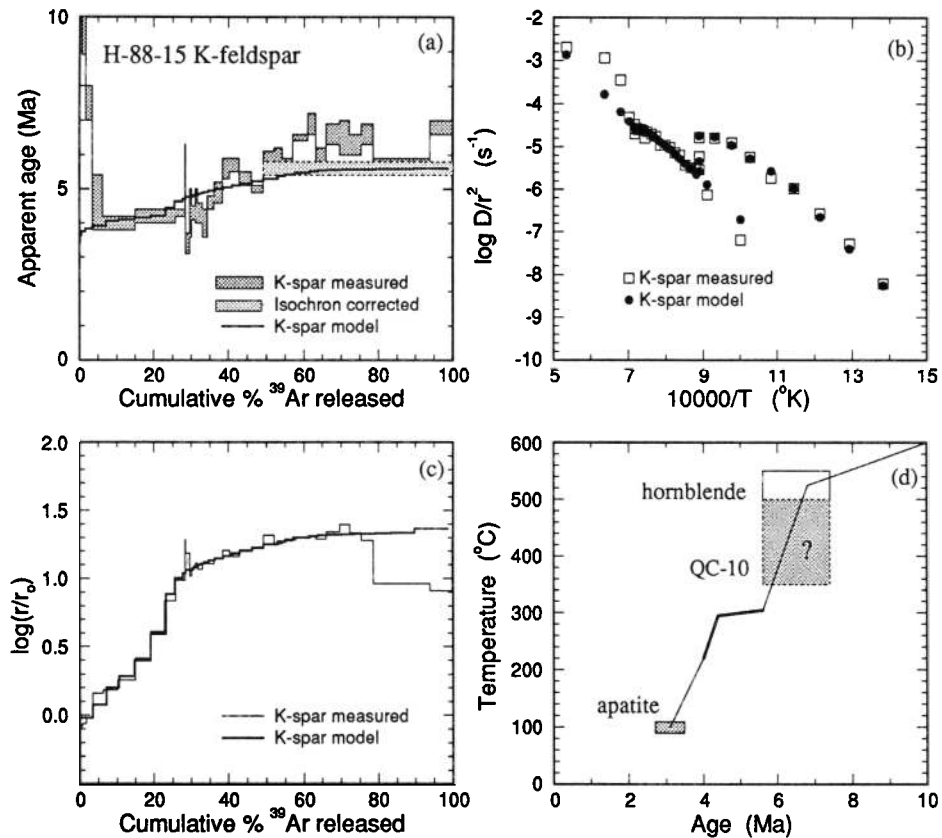 (a)
H-88-15 K-feldspar
Apparent age (Ma)
10
5
0
K-spar measured
Isochron corrected
K-spar model
0 20 40 60 80 100
Cumulative % ³⁹Ar released
(b)
log D/r² (s⁻¹)
-2
-3
-4
-5
-6
-7
-8
-9
-10
K-spar measured
K-spar model
5 7 9 11 13 15
10000/T (°K)
(c)
log(r/rₒ)
2.0
1.5
1.0
0.5
0.0
K-spar measured
K-spar model
0 20 40 60 80 100
Cumulative % ³⁹Ar released
(d)
Temperature (°C)
600
500
400
300
200
100
0
hornblende
?
QC-10
apatite
0 2 4 6 8 10
Age (Ma)